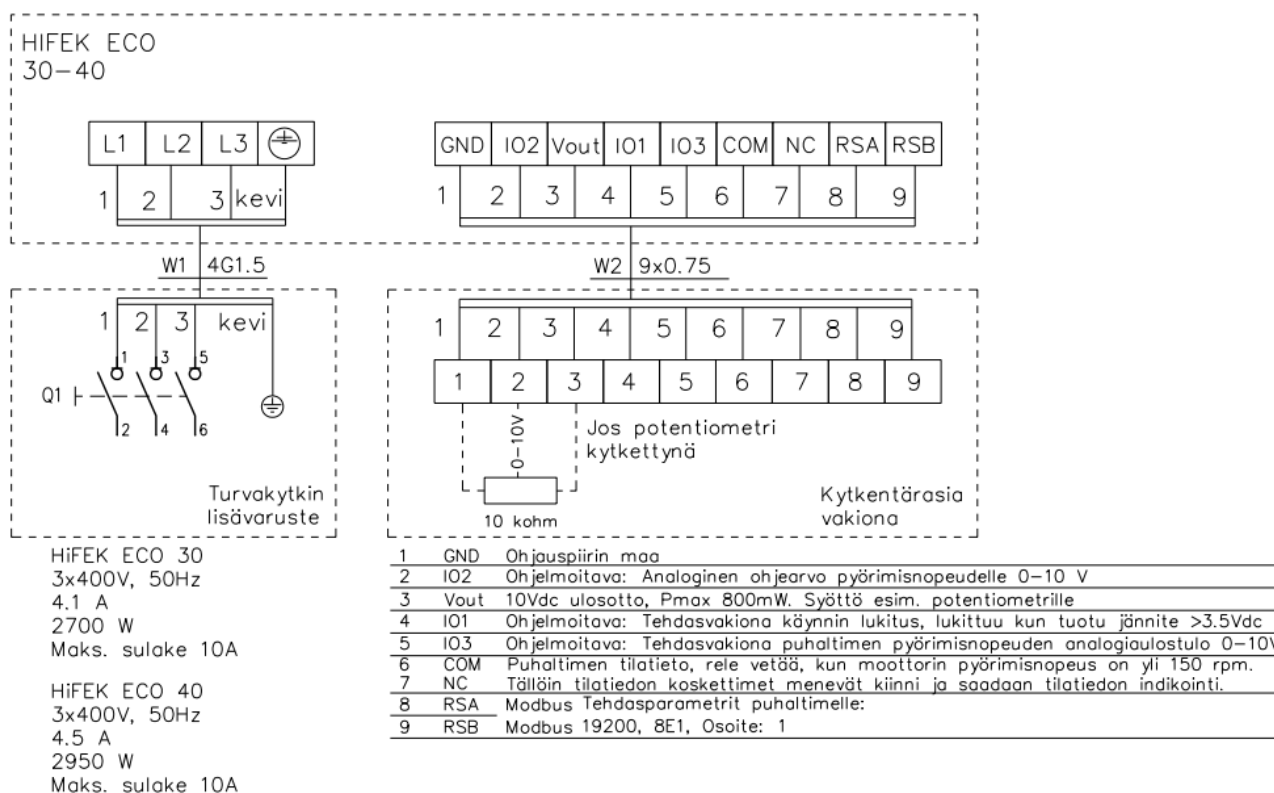 HIFEK ECO
30-40
L1 L2 L3
GND IO2 Vout IO1 IO3 COM NC RSA RSB
1 2 3 kevi
1 2 3 4 5 6 7 8 9
W1 4G1.5
W2 9x0.75
1 2 3 kevi
1 3 5
Q1
2 4 6
Turvakytkin
lisävaruste
1 2 3 4 5 6 7 8 9
1 2 3 4 5 6 7 8 9
0-10V
Jos potentiometri
kytkettynä
10 kohm
Kytkentärasia
vakiona
HiFEK ECO 30
3x400V, 50Hz
4.1 A
2700 W
Maks. sulake 10A
HiFEK ECO 40
3x400V, 50Hz
4.5 A
2950 W
Maks. sulake 10A
1 GND Ohjauspiirin maa
2 IO2 Ohjelmoitava: Analoginen ohjearvo pyörimisnopeudelle 0-10 V
3 Vout 10Vdc ulosotto, Pmax 800mW. Syöttö esim. potentiometrille
4 IO1 Ohjelmoitava: Tehdasvakiona käynnin lukitus, lukittuu kun tuotu jännite >3.5Vdc
5 IO3 Ohjelmoitava: Tehdasvakiona puhaltimen pyörimisnopeuden analogiaulostulo 0-10V
6 COM Puhaltimen tilatieto, rele vetää, kun moottorin pyörimisnopeus on yli 150 rpm.
7 NC Tällöin tilatiedon koskettimet menevät kiinni ja saadaan tilatiedon indikointi.
8 RSA Modbus Tehdasparametrit puhaltimelle:
9 RSB Modbus 19200, 8E1, Osoite: 1